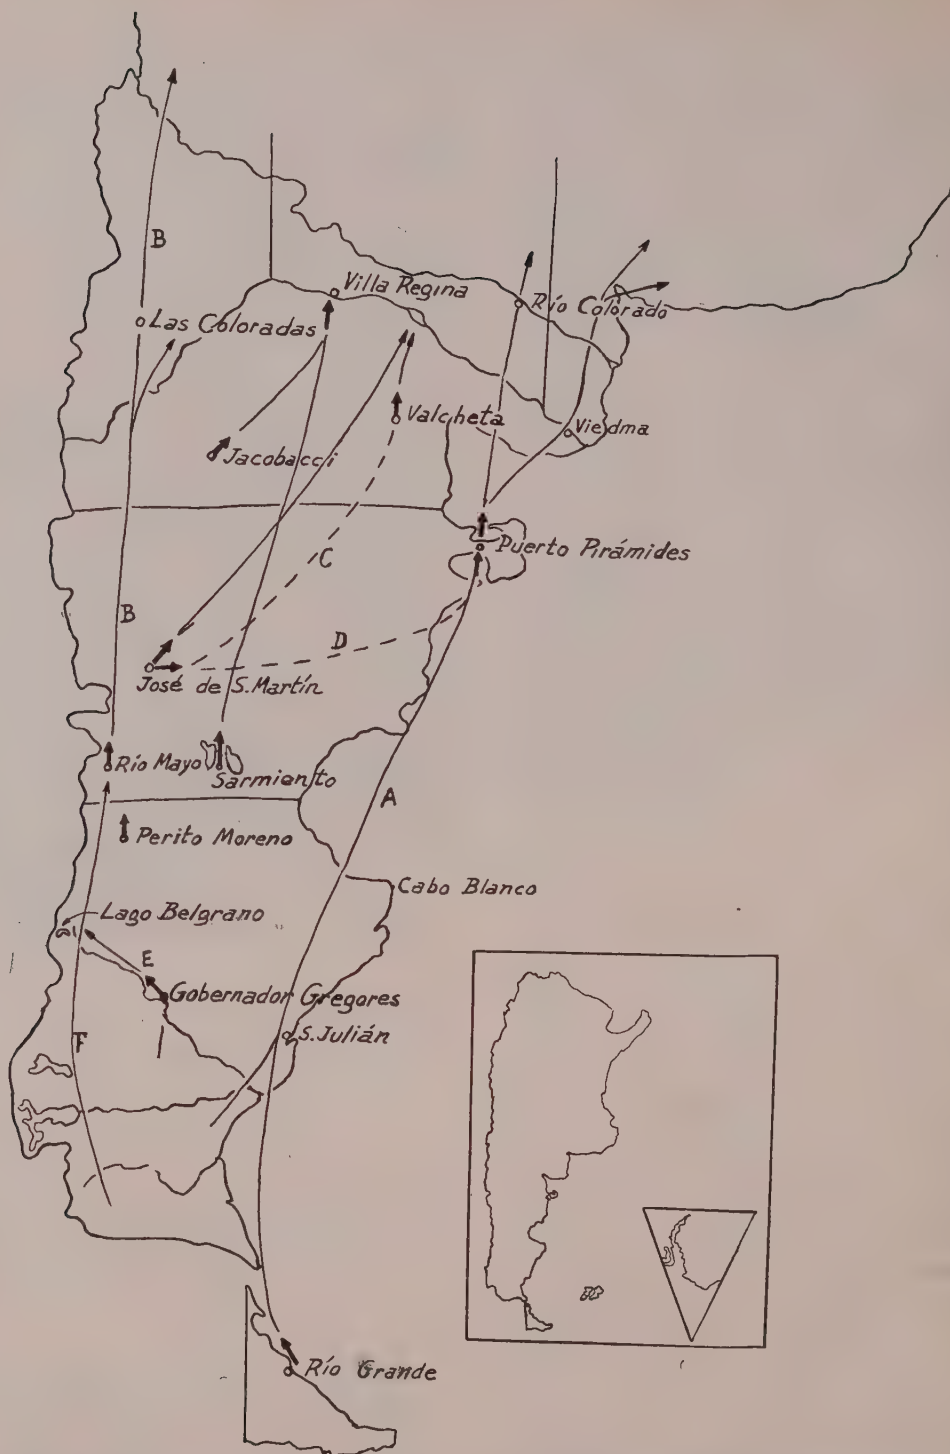 B
Villa Regina
Río Colorado
Las Coloradas
Valcheta
Viedma
Jacobacci
Puerto Pirámides
C
B
D
José de S. Martín
Río Mayo
Sarmiento
A
Perito Moreno
Cabo Blanco
Lago Belgrano
E
Gobernador Gregores
S. Julián
F
Río Grande